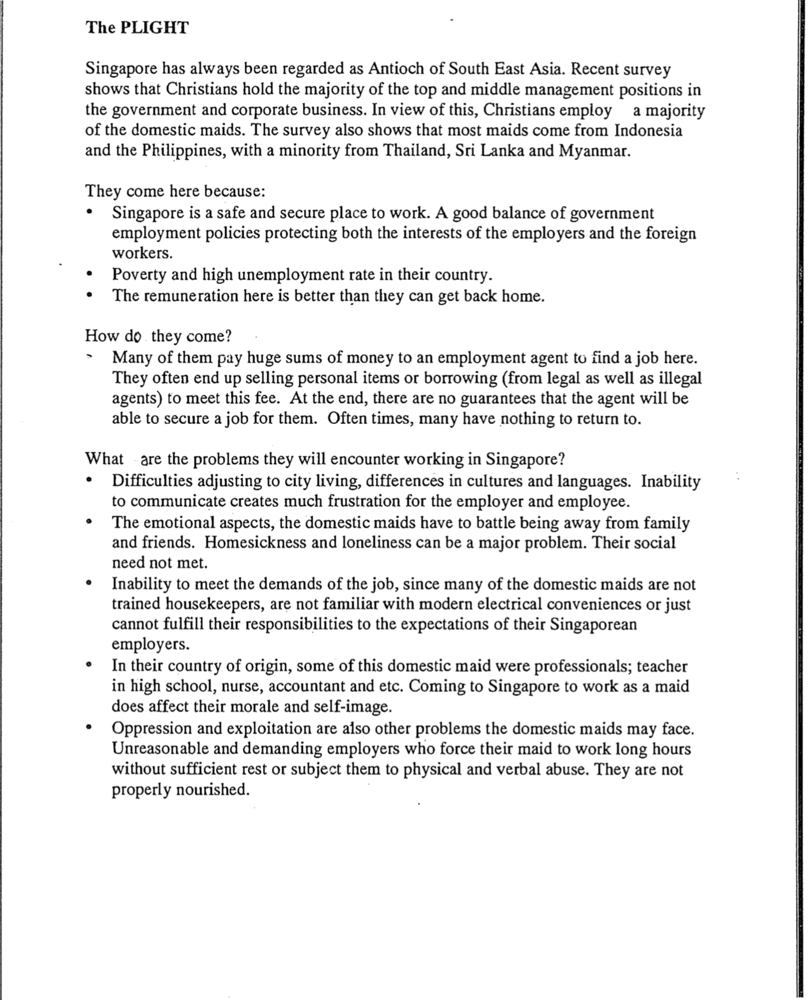 The PLIGHT
Singapore has always been regarded as Antioch of South East Asia. Recent survey
shows that Christians hold the majority of the top and middle management positions in
the government and corporate business. In view of this, Christians employ a majority
of the domestic maids. The survey also shows that most maids come from Indonesia
and the Philippines, with a minority from Thailand, Sri Lanka and Myanmar.
They come here because:
• Singapore is a safe and secure place to work. A good balance of government
employment policies protecting both the interests of the employers and the foreign
workers.
• Poverty and high unemployment rate in their country.
• The remuneration here is better than they can get back home.
How do they come?
• Many of them pay huge sums of money to an employment agent to find a job here.
They often end up selling personal items or borrowing (from legal as well as illegal
agents) to meet this fee. At the end, there are no guarantees that the agent will be
able to secure a job for them. Often times, many have nothing to return to.
What are the problems they will encounter working in Singapore?
• Difficulties adjusting to city living, differences in cultures and languages. Inability
to communicate creates much frustration for the employer and employee.
• The emotional aspects, the domestic maids have to battle being away from family
and friends. Homesickness and loneliness can be a major problem. Their social
need not met.
• Inability to meet the demands of the job, since many of the domestic maids are not
trained housekeepers, are not familiar with modern electrical conveniences or just
cannot fulfill their responsibilities to the expectations of their Singaporean
employers.
• In their country of origin, some of this domestic maid were professionals; teacher
in high school, nurse, accountant and etc. Coming to Singapore to work as a maid
does affect their morale and self-image.
• Oppression and exploitation are also other problems the domestic maids may face.
Unreasonable and demanding employers who force their maid to work long hours
without sufficient rest or subject them to physical and verbal abuse. They are not
properly nourished.